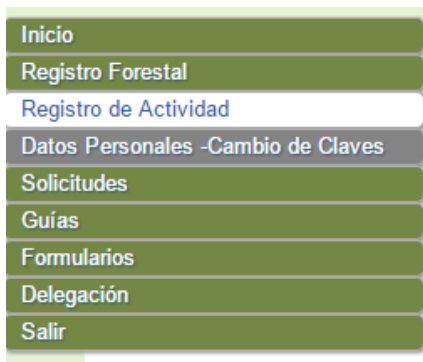 Inicio
Registro Forestal
Registro de Actividad
Datos Personales -Cambio de Claves
Solicitudes
Guías
Formularios
Delegación
Salir